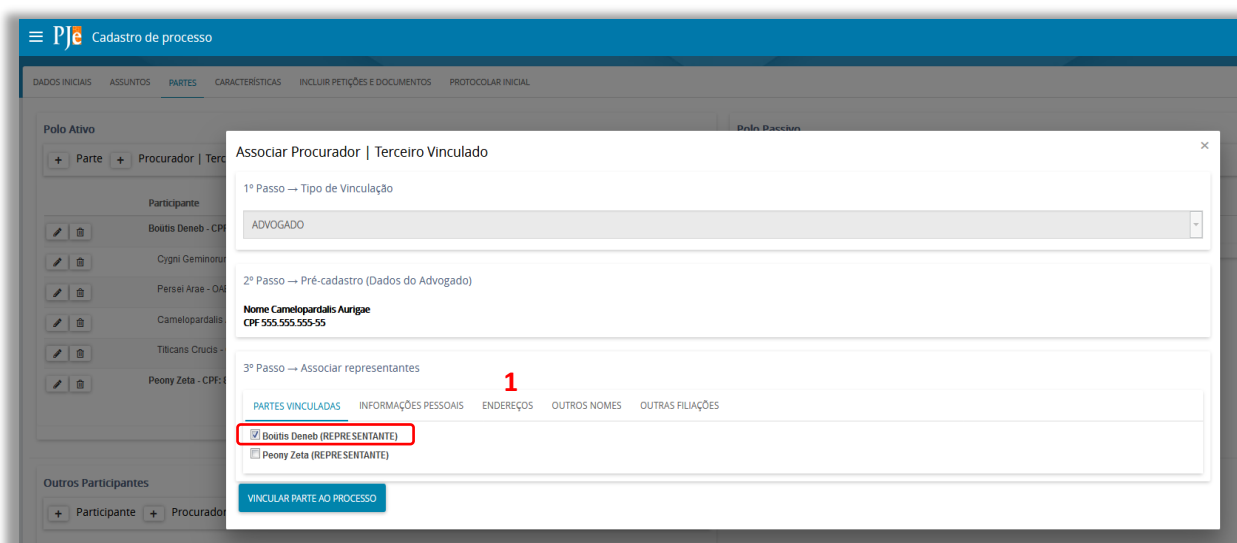 PJe Cadastro de processo
DADOS INICIAIS ASSUNTOS PARTES CARACTERÍSTICAS INCLUIR PETIÇÕES E DOCUMENTOS PROTOCOLAR INICIAL
Polo Ativo
Polo Passivo
+ Parte + Procurador | Terc
Participante
Boütis Deneb - CPF
Cygni Geminorum
Persei Arae - OAB
Camelopardalis
Titicans Crucis -
Peony Zeta - CPF: 8
Outros Participantes
+ Participante + Procurador
Associar Procurador | Terceiro Vinculado
×
1º Passo → Tipo de Vinculação
ADVOGADO
2º Passo → Pré-cadastro (Dados do Advogado)
Nome Camelopardalis Aurigae
CPF 555.555.555-55
3º Passo → Associar representantes
1
PARTES VINCULADAS INFORMAÇÕES PESSOAIS ENDEREÇOS OUTROS NOMES OUTRAS FILIAÇÕES
Boütis Deneb (REPRESENTANTE)
Peony Zeta (REPRESENTANTE)
VINCULAR PARTE AO PROCESSO